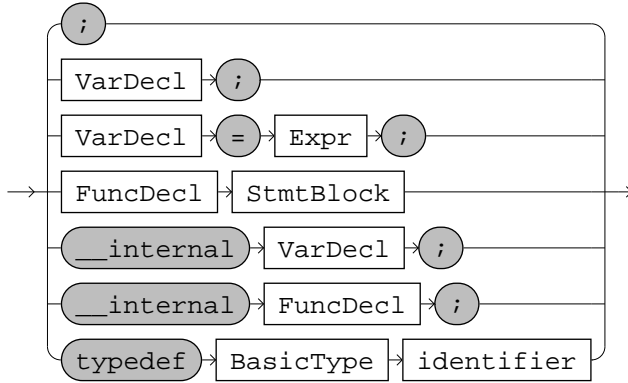 ;
VarDecl ;
VarDecl = Expr ;
FuncDecl StmtBlock
__internal VarDecl ;
__internal FuncDecl ;
typedef BasicType identifier